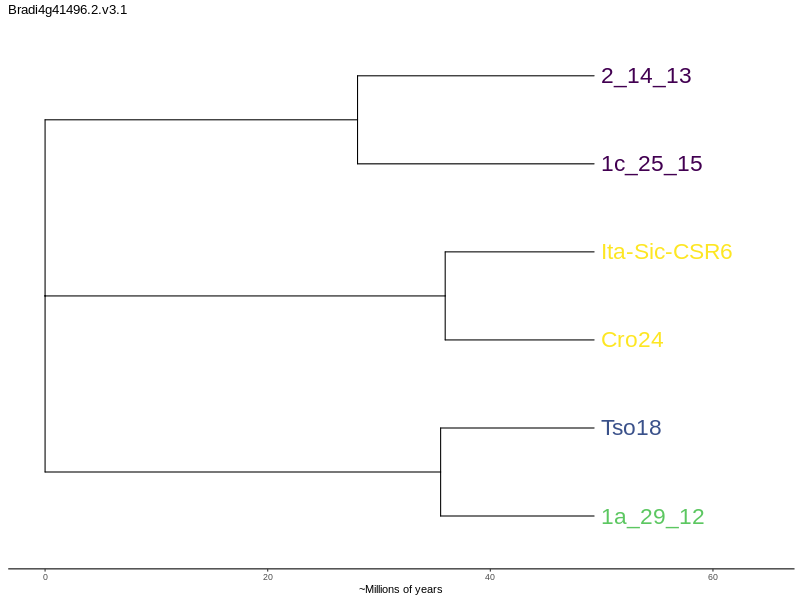 Bradi4g41496.2.v3.1
2_14_13
1c_25_15
Ita-Sic-CSR6
Cro24
Tso18
1a_29_12
0 20 40 60
~Millions of years